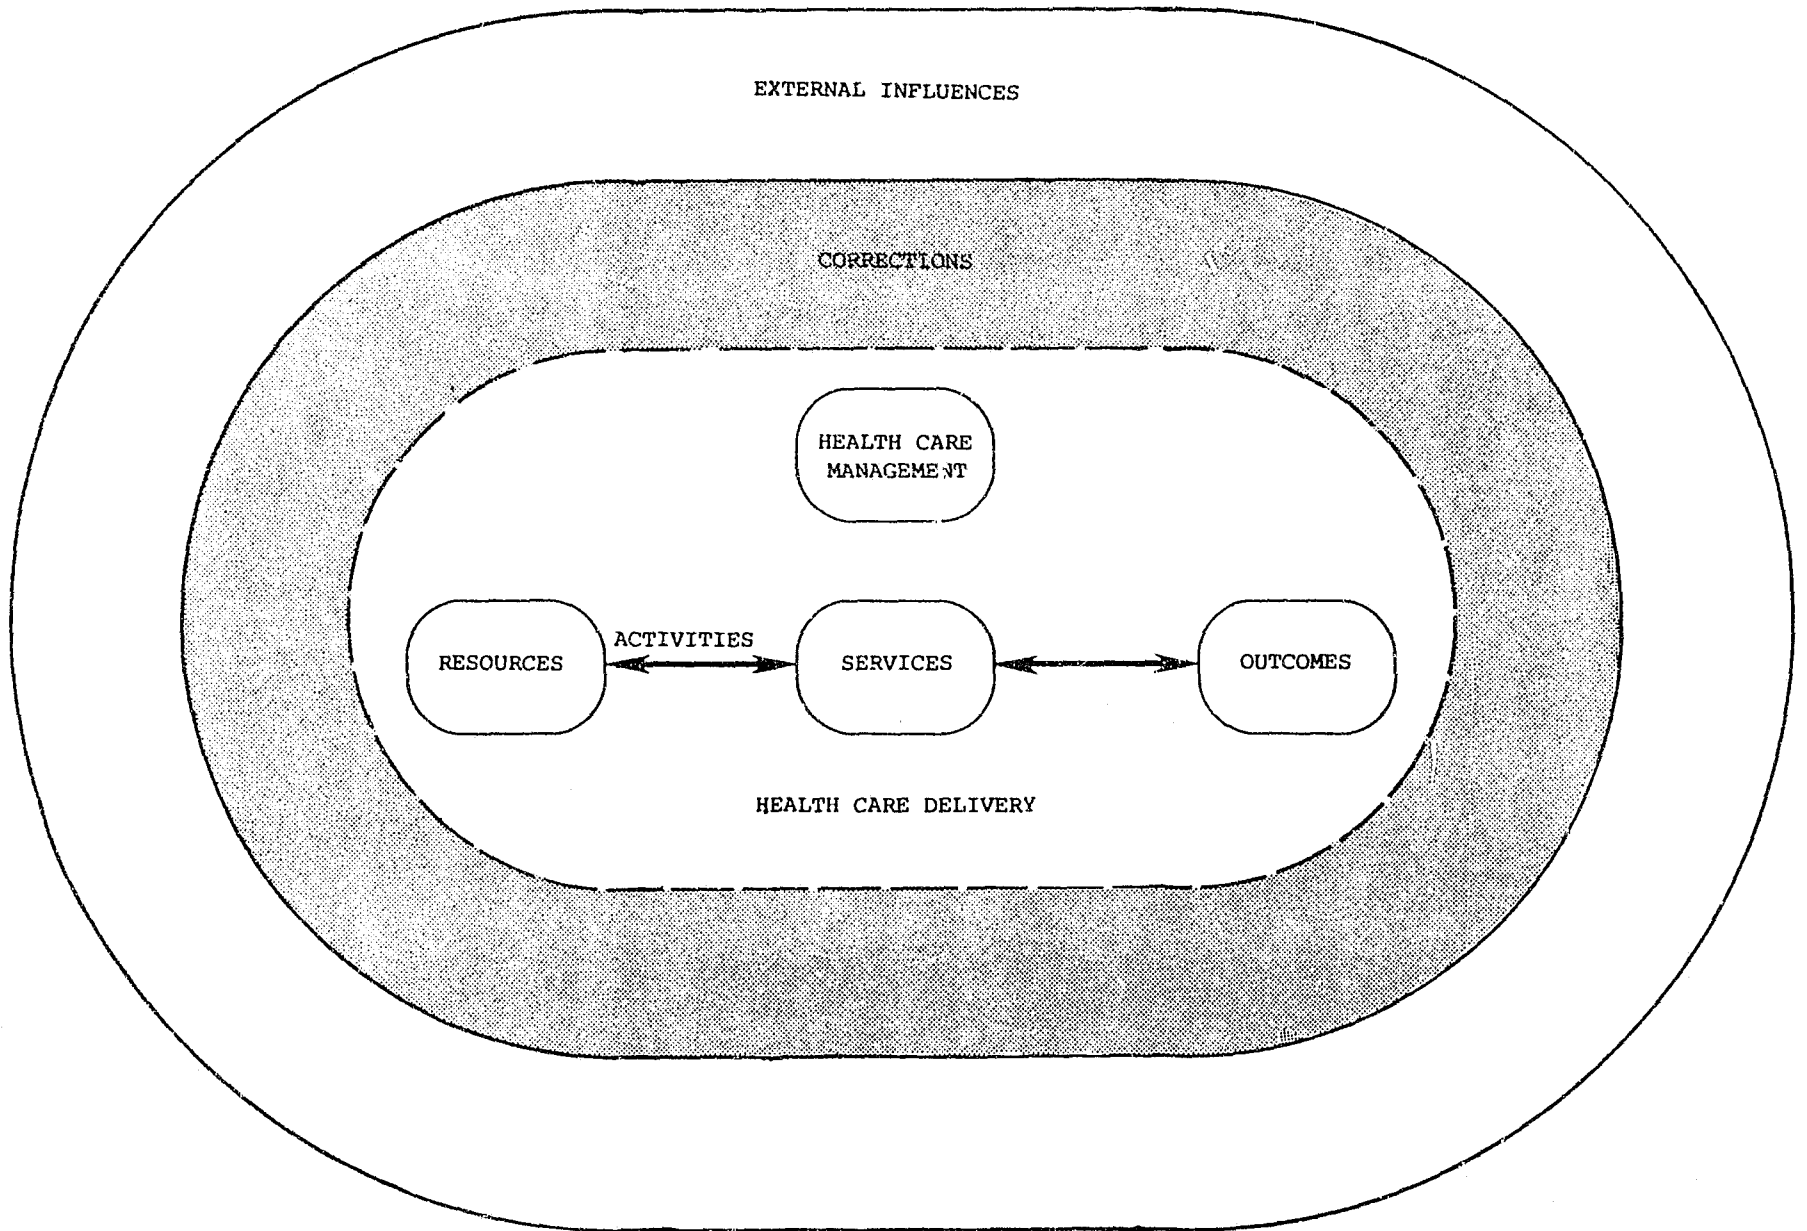 EXTERNAL INFLUENCES
CORRECTIONS
HEALTH CARE
MANAGEMENT
ACTIVITIES
RESOURCES
SERVICES
OUTCOMES
HEALTH CARE DELIVERY